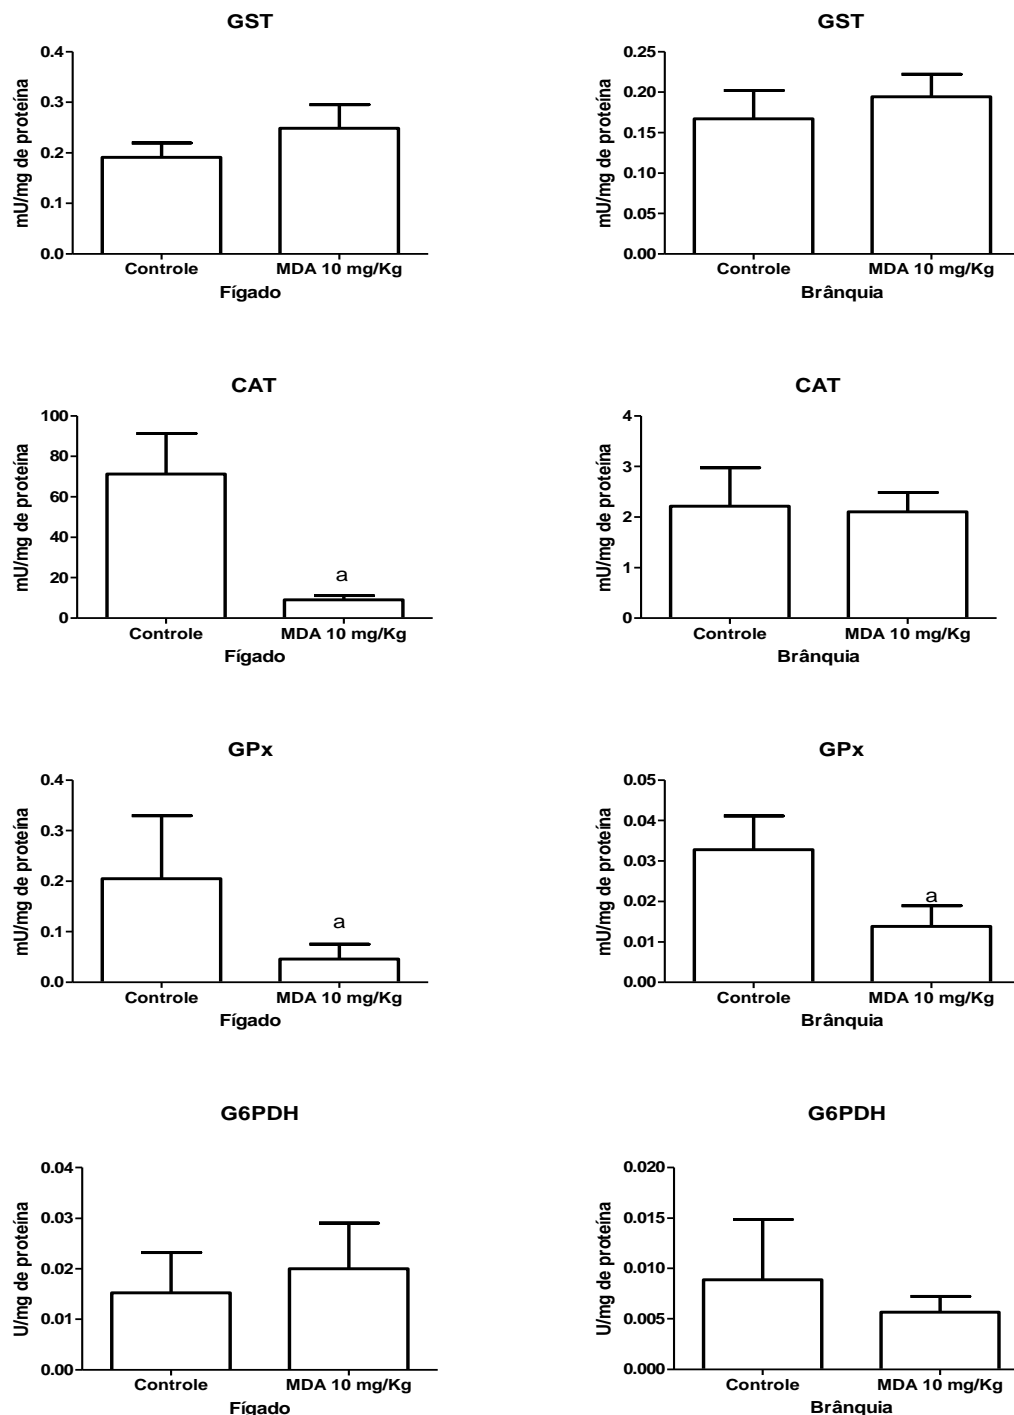 GST
mU/mg de proteína
0.4
0.3
0.2
0.1
0.0
Controle
MDA 10 mg/Kg
Fígado
GST
mU/mg de proteína
0.25
0.20
0.15
0.10
0.05
0.00
Controle
MDA 10 mg/Kg
Brânquia
CAT
mU/mg de proteína
100
80
60
40
20
0
a
Controle
MDA 10 mg/Kg
Fígado
CAT
mU/mg de proteína
4
3
2
1
0
Controle
MDA 10 mg/Kg
Brânquia
GPx
mU/mg de proteína
0.4
0.3
0.2
0.1
0.0
a
Controle
MDA 10 mg/Kg
Fígado
GPx
mU/mg de proteína
0.05
0.04
0.03
0.02
0.01
0.00
a
Controle
MDA 10 mg/Kg
Brânquia
G6PDH
U/mg de proteína
0.04
0.03
0.02
0.01
0.00
Controle
MDA 10 mg/Kg
Fígado
G6PDH
U/mg de proteína
0.020
0.015
0.010
0.005
0.000
Controle
MDA 10 mg/Kg
Brânquia